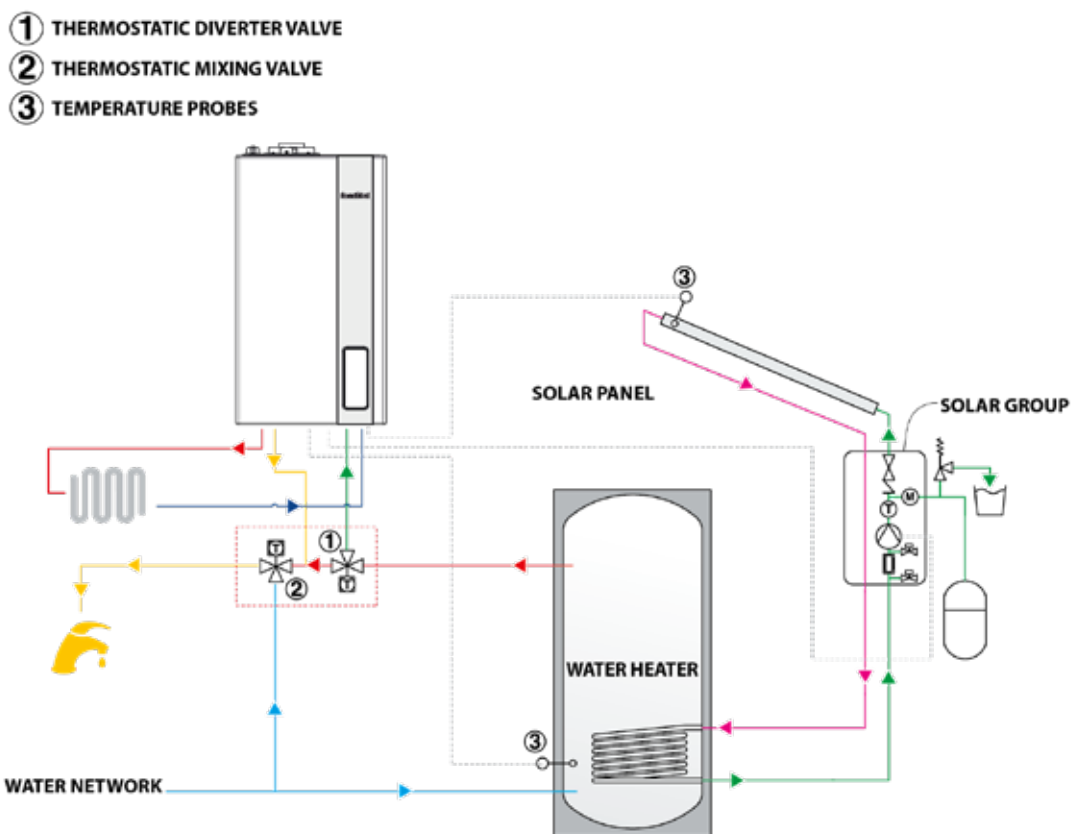 1 THERMOSTATIC DIVERTER VALVE
2 THERMOSTATIC MIXING VALVE
3 TEMPERATURE PROBES
3
SOLAR PANEL
SOLAR GROUP
M
T
T
1
2
T
WATER HEATER
3
WATER NETWORK